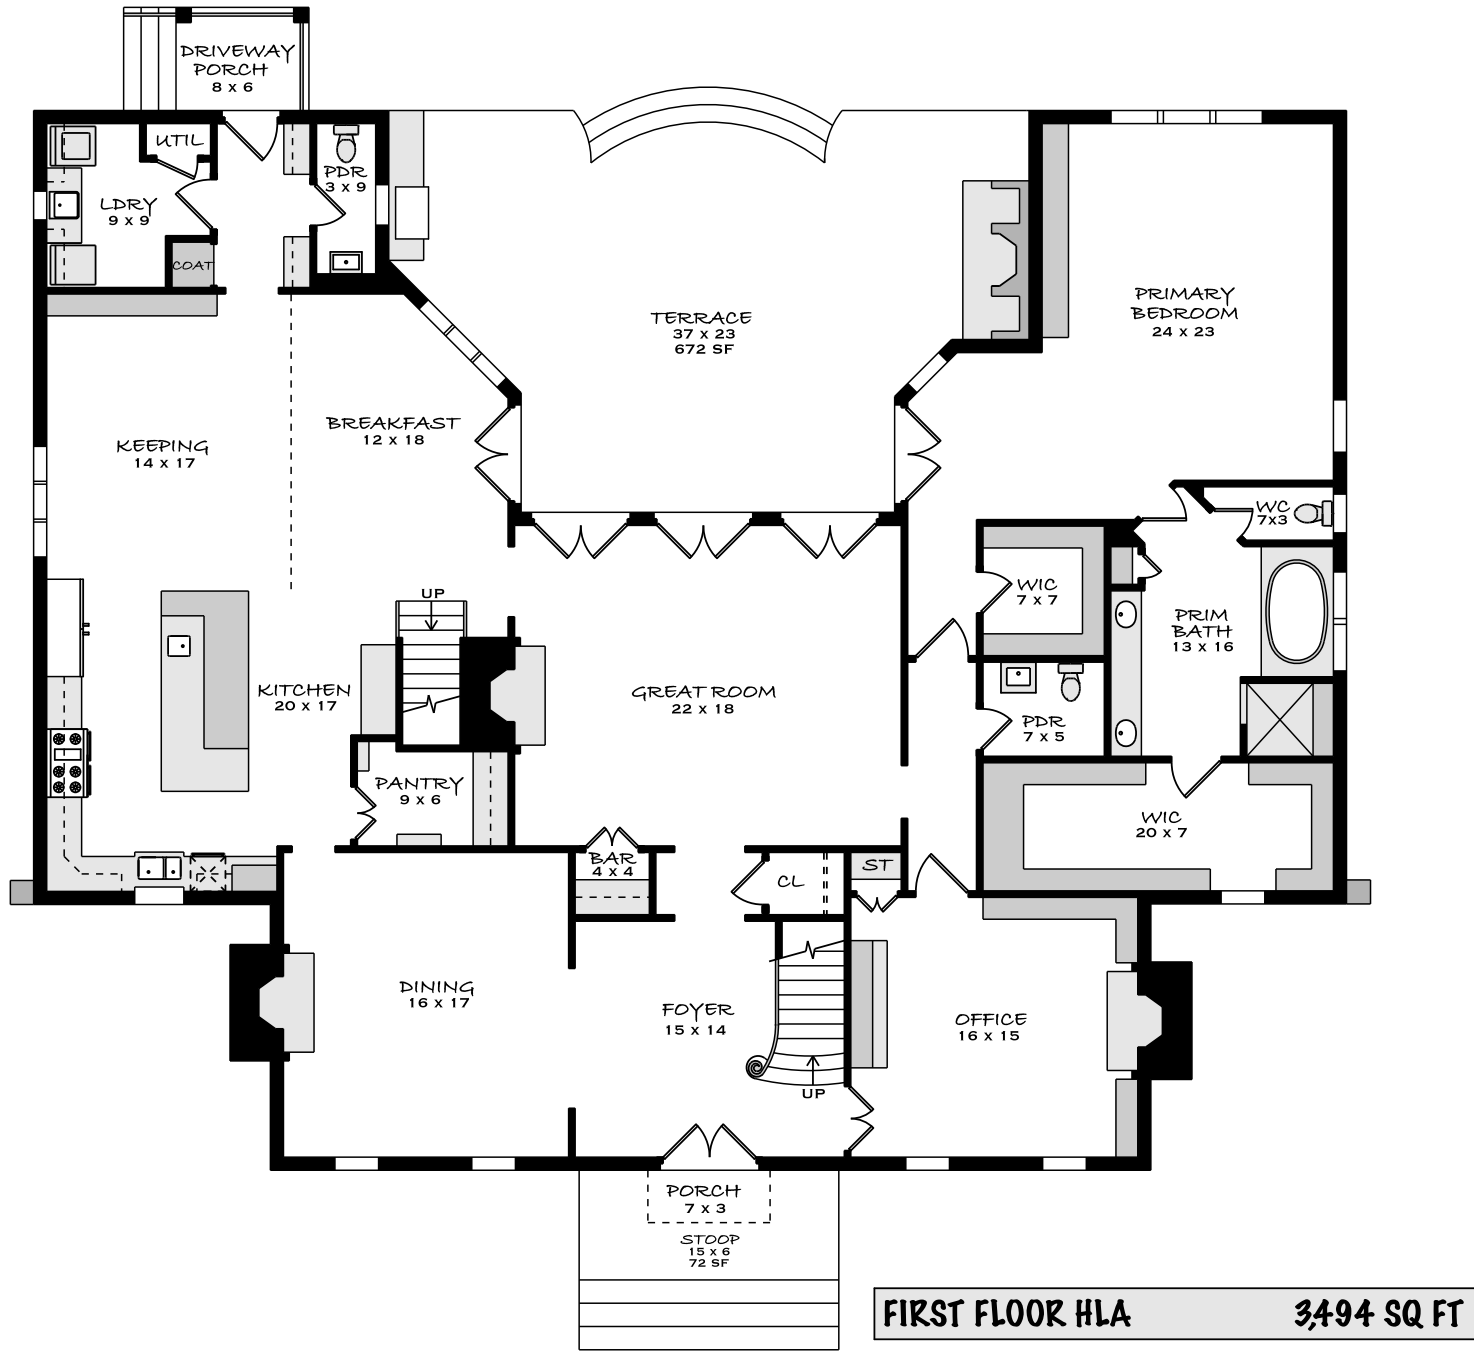 DRIVEWAY
PORCH
8 x 6
UTIL
PDR
3 x 9
LDRY
9 x 9
COAT
TERRACE
37 x 23
672 SF
PRIMARY
BEDROOM
24 x 23
KEEPING
14 x 17
BREAKFAST
12 x 18
WC
7x3
UP
WIC
7 x 7
PRIM
BATH
13 x 16
KITCHEN
20 x 17
GREAT ROOM
22 x 18
PDR
7 x 5
PANTRY
9 x 6
WIC
20 x 7
BAR
4 x 4
CL
ST
DINING
16 x 17
FOYER
15 x 14
OFFICE
16 x 15
UP
PORCH
7 x 3
STOOP
15 x 6
72 SF
FIRST FLOOR HLA 3,494 SQ FT